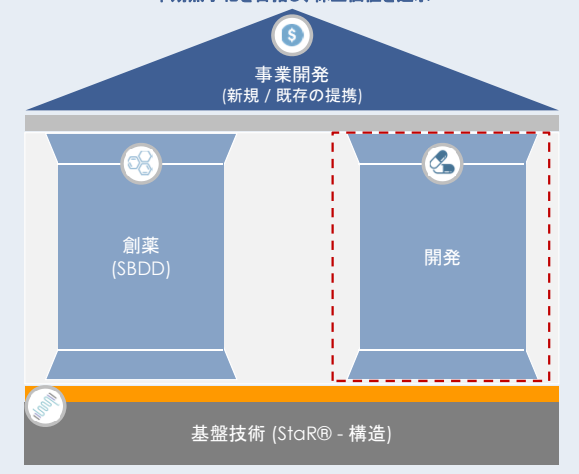 事業開発
(新規 / 既存の提携)
創薬
(SBDD)
開発
基盤技術 (StaR® - 構造)